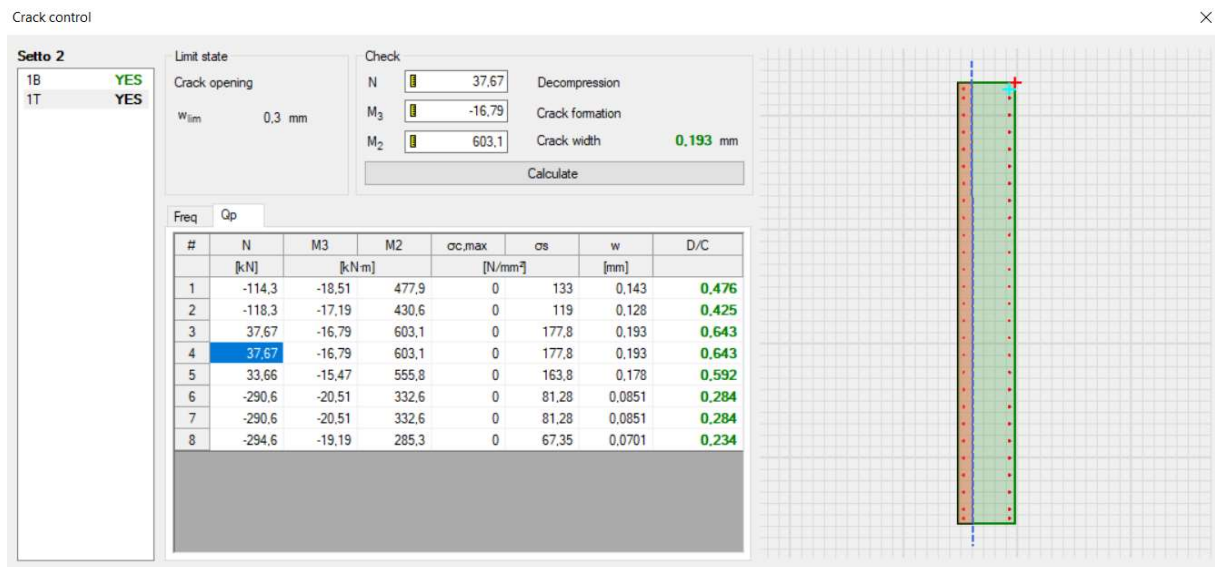 Crack control
Setto 2
1B YES
1T YES
Limit state
Crack opening
wlim 0,3 mm
Check
N 37,67 Decompression
M3 -16,79 Crack formation
M2 603,1 Crack width 0,193 mm
Calculate
Freq Qp
# N M3 M2 σc,max σs w D/C
[kN] [kN·m] [N/mm²] [mm]
1 -114,3 -18,51 477,9 0 133 0,143 0,476
2 -118,3 -17,19 430,6 0 119 0,128 0,425
3 37,67 -16,79 603,1 0 177,8 0,193 0,643
4 37,67 -16,79 603,1 0 177,8 0,193 0,643
5 33,66 -15,47 555,8 0 163,8 0,178 0,592
6 -290,6 -20,51 332,6 0 81,28 0,0851 0,284
7 -290,6 -20,51 332,6 0 81,28 0,0851 0,284
8 -294,6 -19,19 285,3 0 67,35 0,0701 0,234